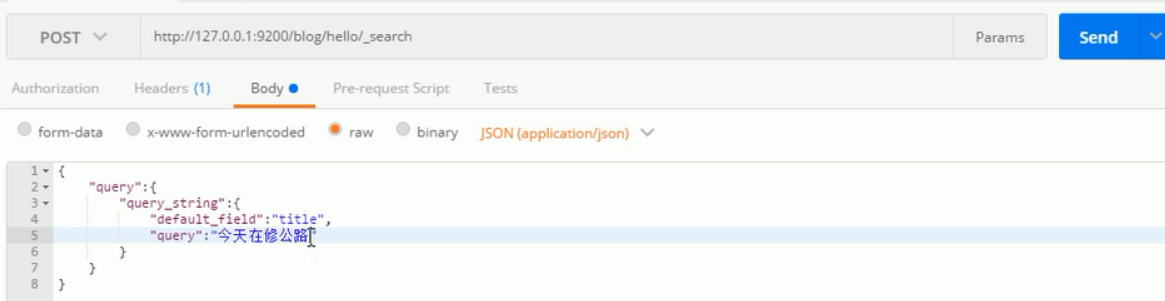 POST http://127.0.0.1:9200/blog/hello/_search Params Send
Authorization Headers (1) Body Pre-request Script Tests
form-data x-www-form-urlencoded raw binary JSON (application/json)
1 {
2 "query":{
3 "query_string":{
4 "default_field":"title",
5 "query":"今天在修公路"
6 }
7 }
8 }